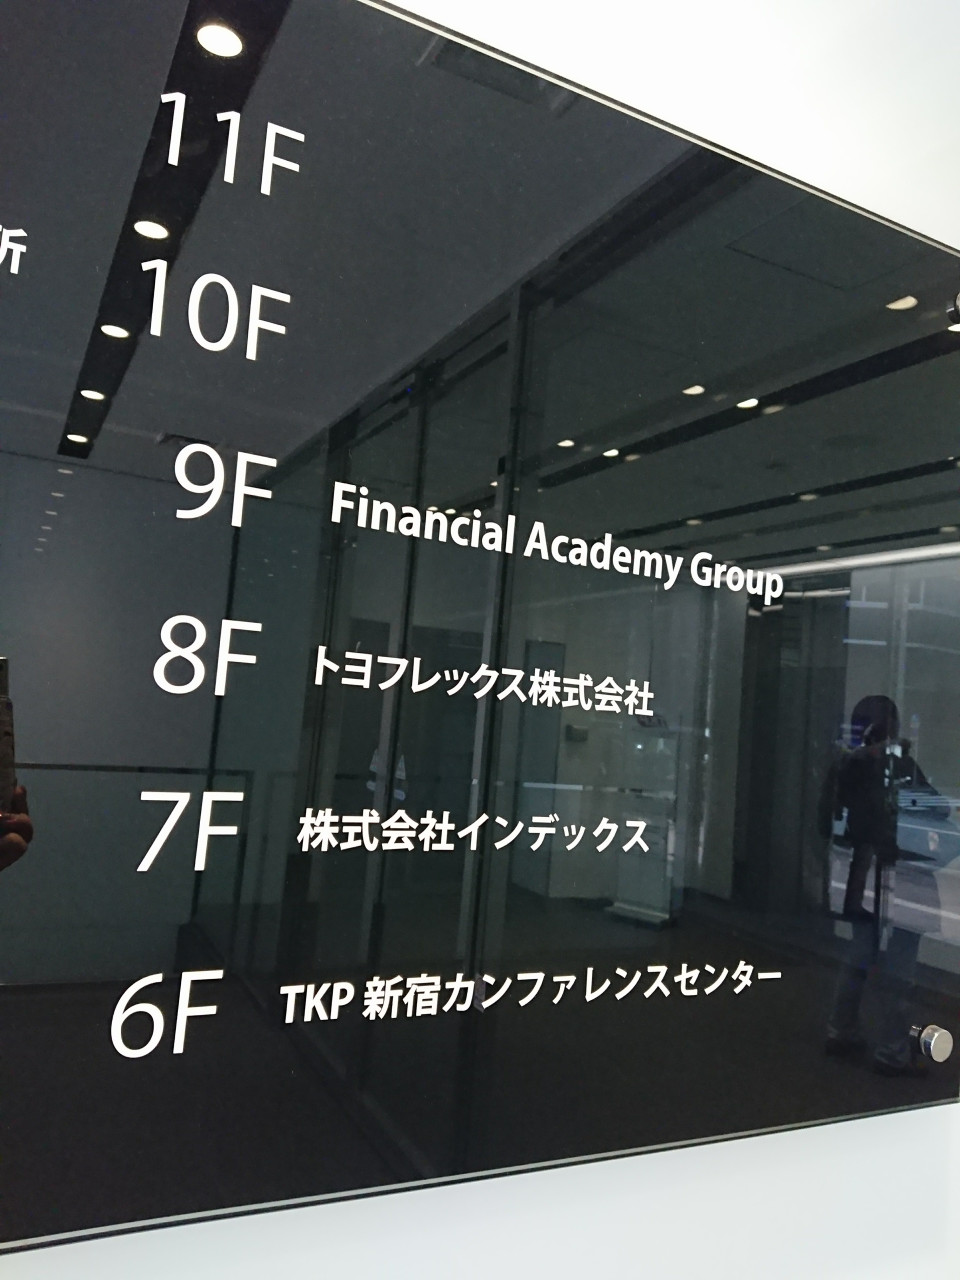 11F
所
10F
9F Financial Academy Group
8F トヨフレックス株式会社
7F 株式会社インデックス
6F TKP 新宿カンファレンスセンター